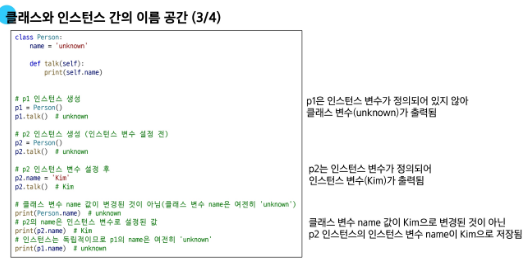 클래스와 인스턴스 간의 이름 공간 (3/4)
class Person:
name = 'unknown'
def talk(self):
print(self.name)
# p1 인스턴스 생성
p1 = Person()
p1.talk() # unknown
# p2 인스턴스 생성 (인스턴스 변수 설정 전)
p2 = Person()
p2.talk() # unknown
# p2 인스턴스 변수 설정 후
p2.name = 'Kim'
p2.talk() # Kim
# 클래스 변수 name 값이 변경된 것이 아님(클래스 변수 name은 여전히 'unknown')
print(Person.name) # unknown
# p2의 name은 인스턴스 변수로 설정된 값
print(p2.name) # Kim
# 인스턴스는 독립적이므로 p1의 name은 여전히 'unknown'
print(p1.name) # unknown
p1은 인스턴스 변수가 정의되어 있지 않아
클래스 변수(unknown)가 출력됨
p2는 인스턴스 변수가 정의되어
인스턴스 변수(Kim)가 출력됨
클래스 변수 name 값이 Kim으로 변경된 것이 아닌
p2 인스턴스의 인스턴스 변수 name이 Kim으로 저장됨